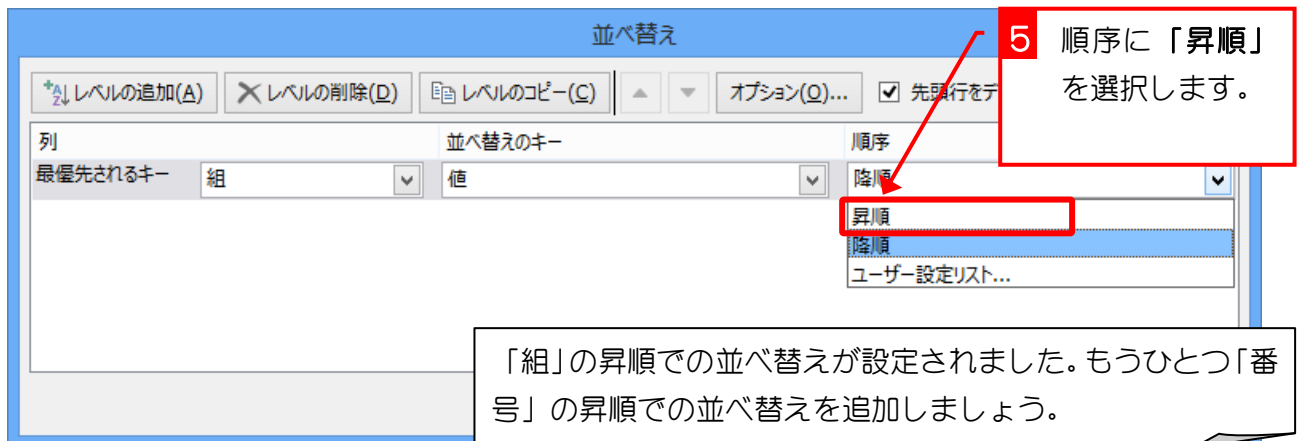 並べ替え
5 順序に「昇順」
を選択します。
レベルの追加(A) レベルの削除(D) レベルのコピー(C) オプション(O)... 先頭行をデ
列 並べ替えのキー 順序
最優先されるキー 組 値 降順
昇順
降順
ユーザー設定リスト...
「組」の昇順での並べ替えが設定されました。もうひとつ「番
号」の昇順での並べ替えを追加しましょう。